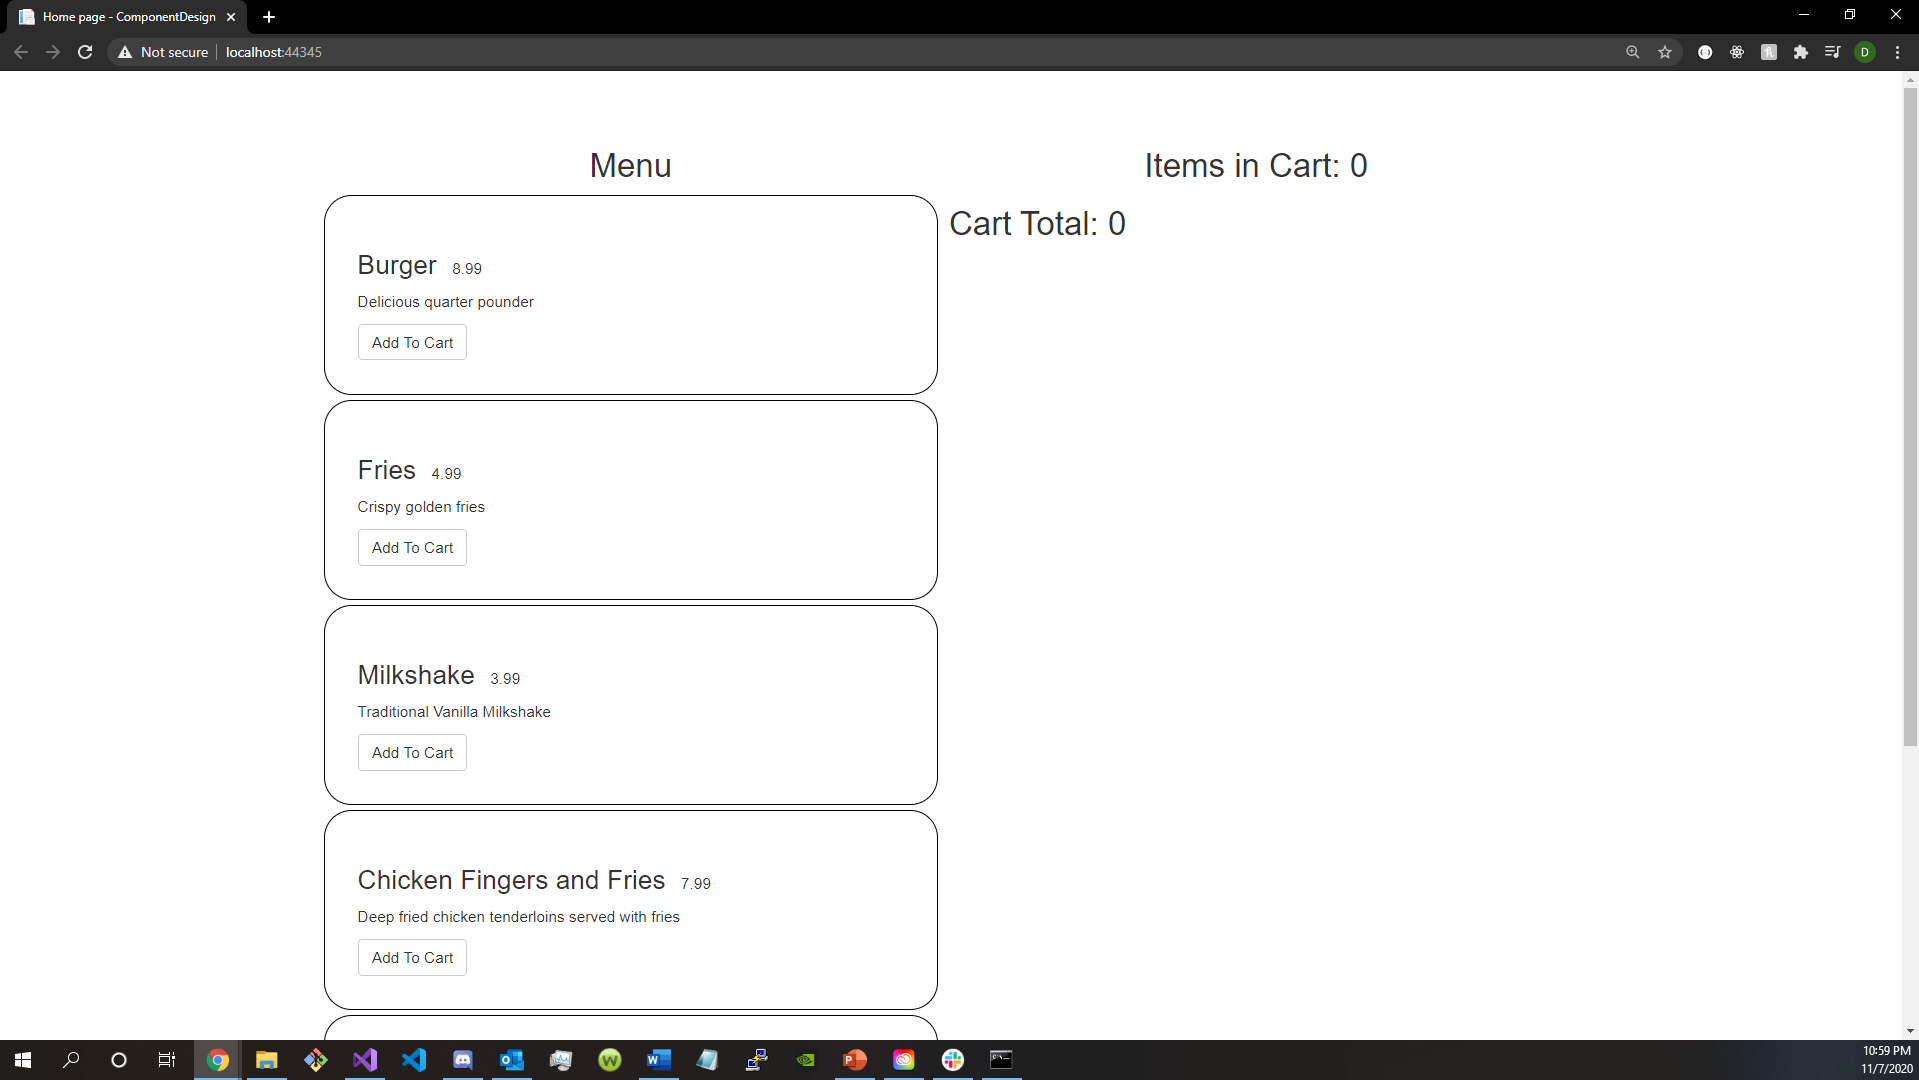 Home page - ComponentDesign
Not secure
localhost:44345
D
Menu
Items in Cart: 0
Cart Total: 0
Burger 8.99
Delicious quarter pounder
Add To Cart
Fries 4.99
Crispy golden fries
Add To Cart
Milkshake 3.99
Traditional Vanilla Milkshake
Add To Cart
Chicken Fingers and Fries 7.99
Deep fried chicken tenderloins served with fries
Add To Cart
10:59 PM
11/7/2020